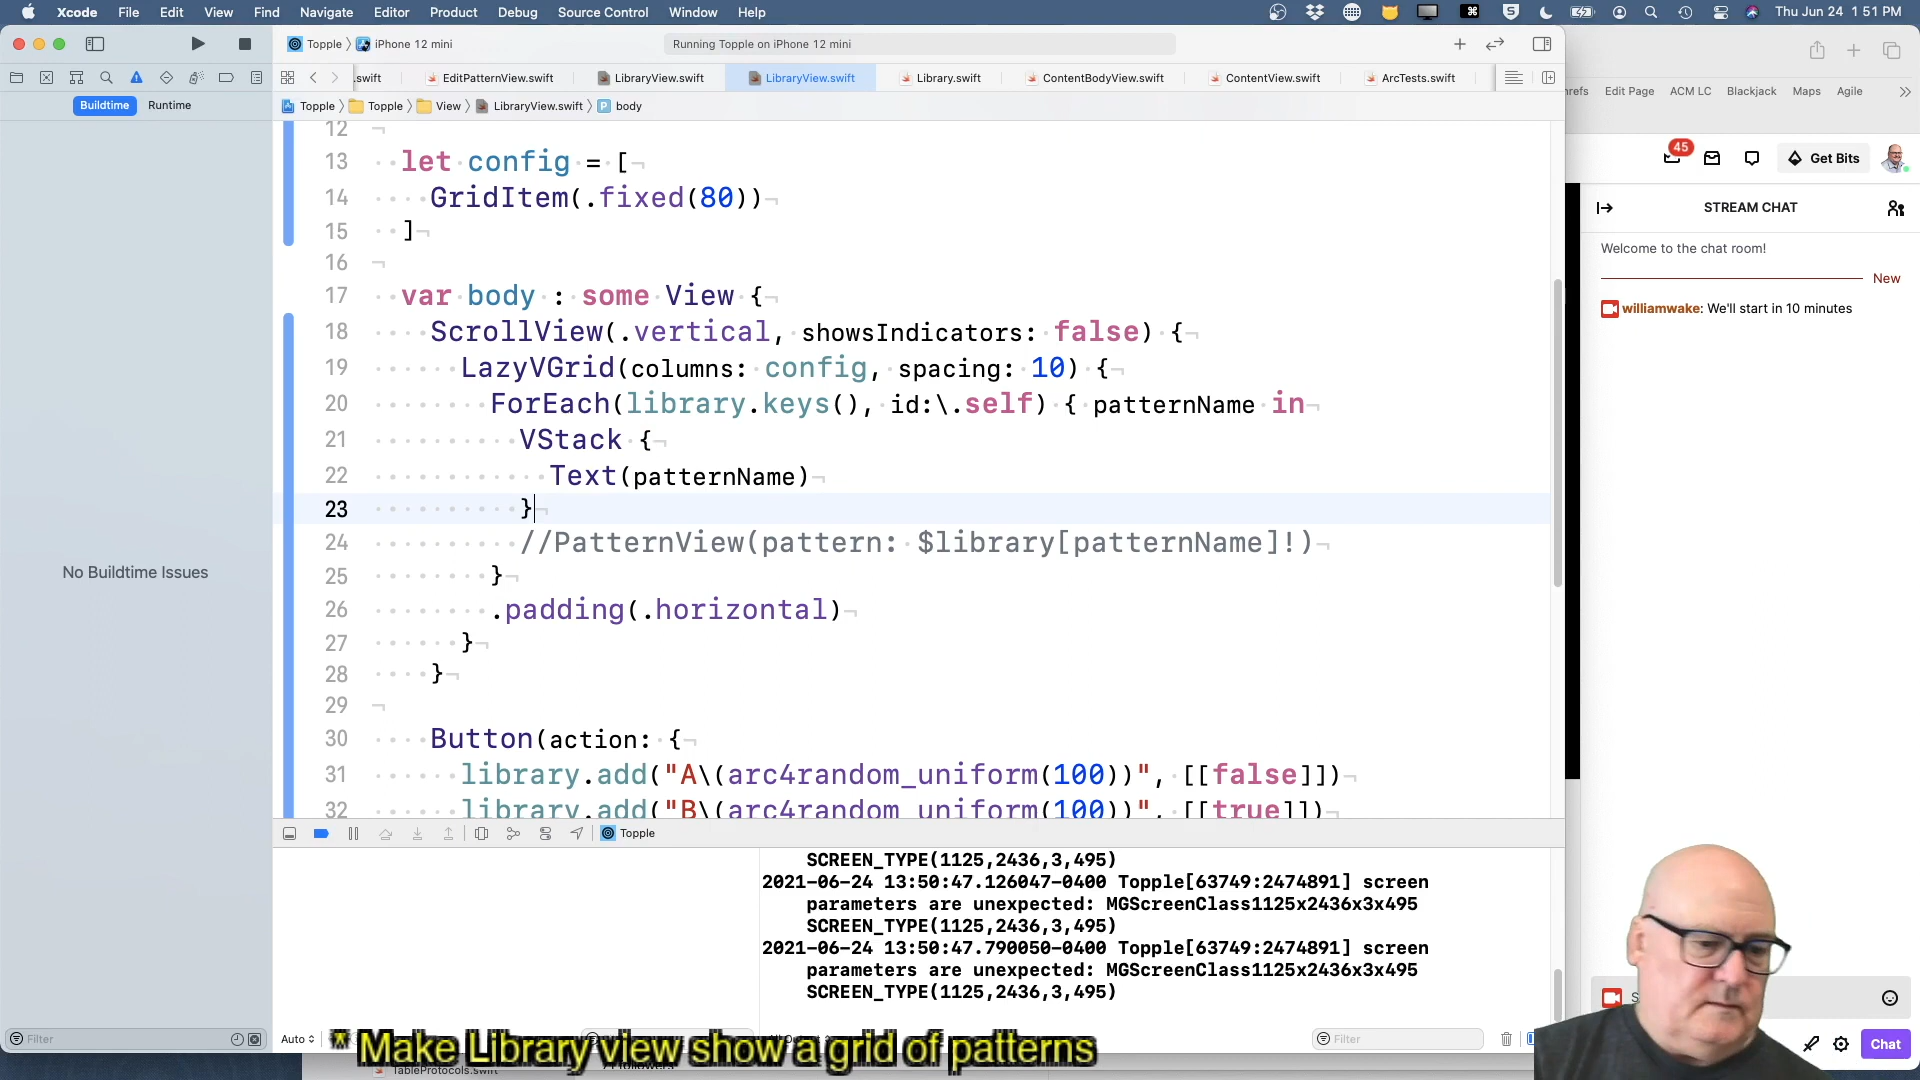 Xcode File Edit View Find Navigate Editor Product Debug Source Control Window Help Thu Jun 24 1 51 PM
Topple iPhone 12 mini Running Topple on iPhone 12 mini
.swift EditPatternView.swift LibraryView.swift LibraryView.swift Library.swift ContentBodyView.swift ContentView.swift ArcTests.swift
refs Edit Page ACM LC Blackjack Maps Agile
Buildtime Runtime
Topple Topple View LibraryView.swift P body
12
13 let config = [
14 GridItem(.fixed(80))
15 ]
16
17 var body : some View {
18 ScrollView(.vertical, showsIndicators: false) {
19 LazyVGrid(columns: config, spacing: 10) {
20 ForEach(library.keys(), id:\.self) { patternName in
21 VStack {
22 Text(patternName)
23 }
24 //PatternView(pattern: $library[patternName]!)
25 }
26 .padding(.horizontal)
27 }
28 }
29
30 Button(action: {
31 library.add("A\(arc4random_uniform(100))", [[false]])
32 library.add("B\(arc4random_uniform(100))", [[true]])
No Buildtime Issues
Topple
SCREEN_TYPE(1125,2436,3,495)
2021-06-24 13:50:47.126047-0400 Topple[63749:2474891] screen
parameters are unexpected: MGScreenClass1125x2436x3x495
SCREEN_TYPE(1125,2436,3,495)
2021-06-24 13:50:47.790050-0400 Topple[63749:2474891] screen
parameters are unexpected: MGScreenClass1125x2436x3x495
SCREEN_TYPE(1125,2436,3,495)
Filter
Auto
Filter
* Make Library view show a grid of patterns
TableProtocols.swift
45
Get Bits
STREAM CHAT
Welcome to the chat room!
New
williamwake: We'll start in 10 minutes
S
Chat